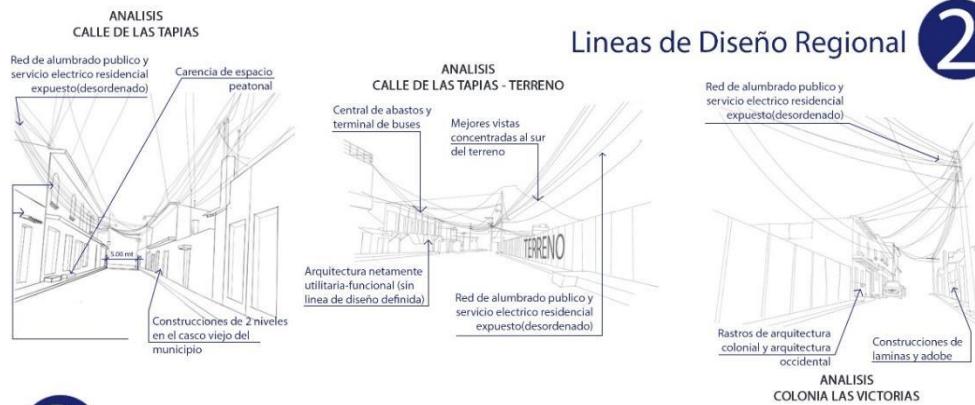 Lineas de Diseño Regional
2
ANALISIS
CALLE DE LAS TAPIAS
Red de alumbrado publico y
servicio electrico residencial
expuesto(desordenado)
Carencia de espacio
peatonal
5.00 mt
Construcciones de 2 niveles
en el casco viejo del
municipio
ANALISIS
CALLE DE LAS TAPIAS - TERRENO
Central de abastos y
terminal de buses
Mejores vistas
concentradas al sur
del terreno
TERRENO
Arquitectura netamente
utilitaria-funcional (sin
linea de diseño definida)
Red de alumbrado publico y
servicio electrico residencial
expuesto(desordenado)
Red de alumbrado publico y
servicio electrico residencial
expuesto(desordenado)
Rastros de arquitectura
colonial y arquitectura
occidental
Construcciones de
laminas y adobe
ANALISIS
COLONIA LAS VICTORIAS